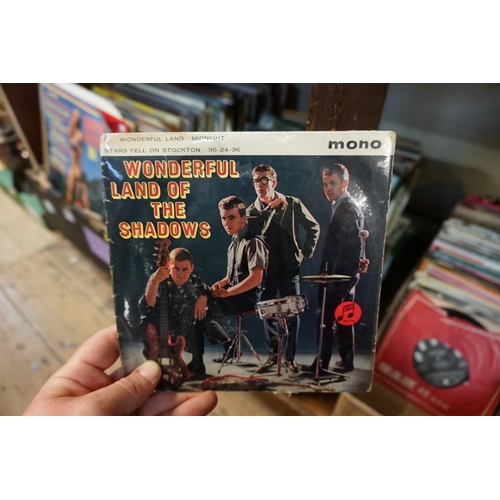 WONDERFUL LAND MIDNIGHT
STARS FELL ON STOCKTON 36-24-36
mono
WONDERFUL
LAND OF
THE
SHADOWS